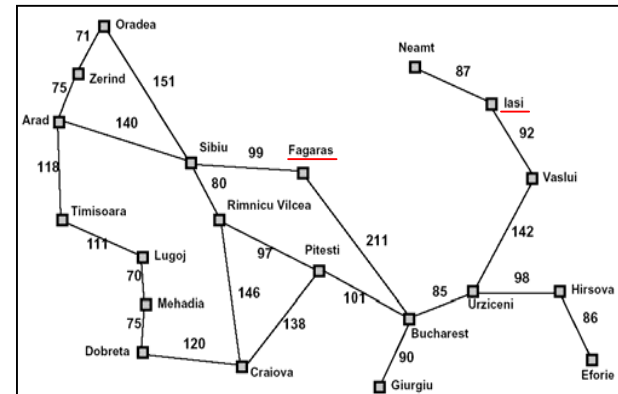 Oradea
71
Neamt
87
Zerind
151
75
Iasi
Arad
140
92
Sibiu
99
Fagaras
118
80
Vaslui
Rimnicu Vilcea
Timisoara
142
111
211
Lugoj
97
Pitesti
70
98
Hirsova
146
101
85
Urziceni
Mehadia
138
86
75
Bucharest
120
90
Dobreta
Craiova
Eforie
Giurgiu